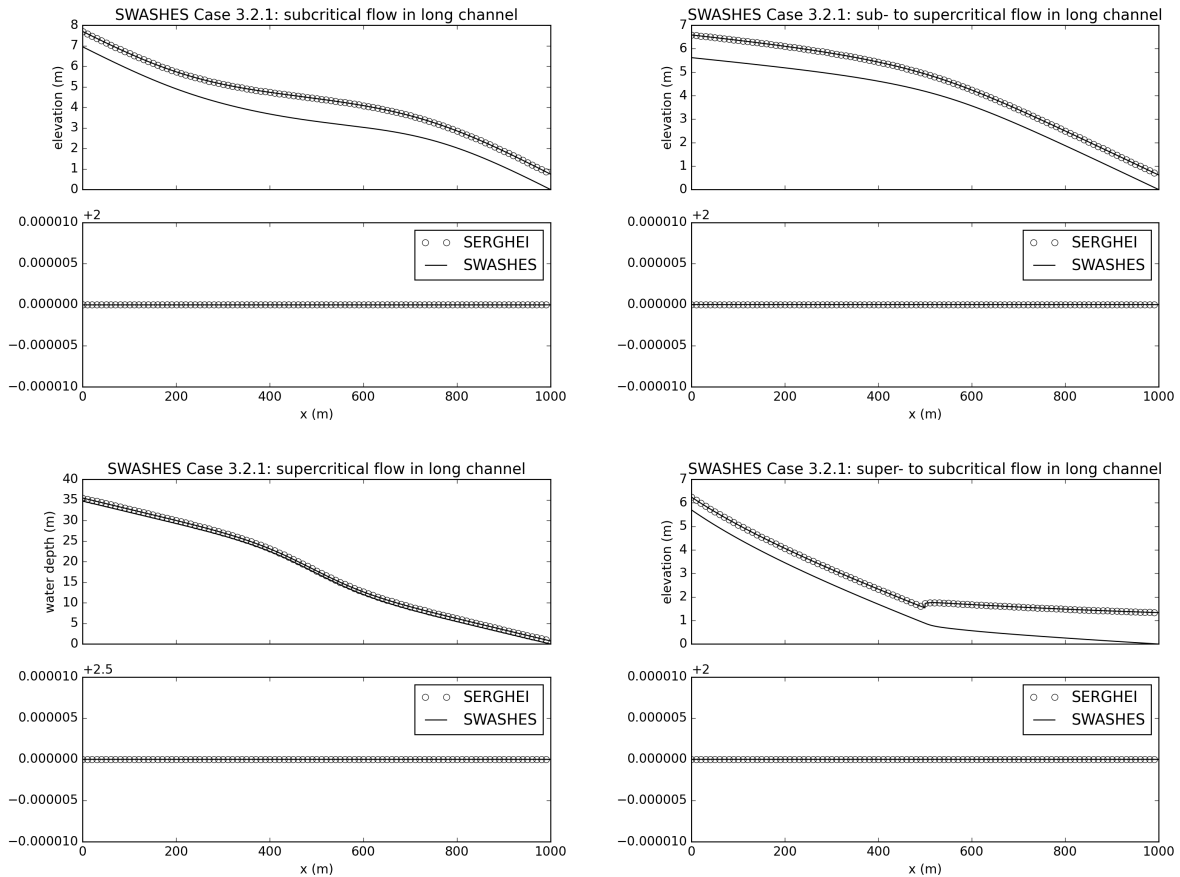 SWASHES Case 3.2.1: subcritical flow in long channel
8
7
6
5
4
3
2
1
0
elevation (m)
+2
0.000010
0.000005
0.000000
−0.000005
−0.000010
SERGHEI
SWASHES
0 200 400 600 800 1000
x (m)
SWASHES Case 3.2.1: sub- to supercritical flow in long channel
7
6
5
4
3
2
1
0
elevation (m)
+2
0.000010
0.000005
0.000000
−0.000005
−0.000010
SERGHEI
SWASHES
0 200 400 600 800 1000
x (m)
SWASHES Case 3.2.1: supercritical flow in long channel
40
35
30
25
20
15
10
5
0
water depth (m)
+2.5
0.000010
0.000005
0.000000
−0.000005
−0.000010
SERGHEI
SWASHES
0 200 400 600 800 1000
x (m)
SWASHES Case 3.2.1: super- to subcritical flow in long channel
7
6
5
4
3
2
1
0
elevation (m)
+2
0.000010
0.000005
0.000000
−0.000005
−0.000010
SERGHEI
SWASHES
0 200 400 600 800 1000
x (m)